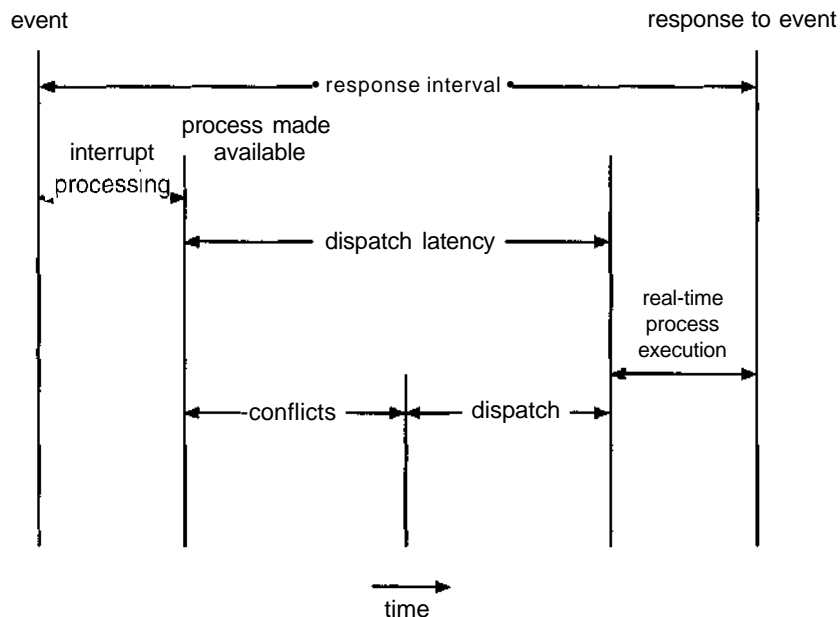 event
response to event
response interval
process made
available
interrupt
processing
dispatch latency
real-time
process
execution
conflicts
dispatch
time